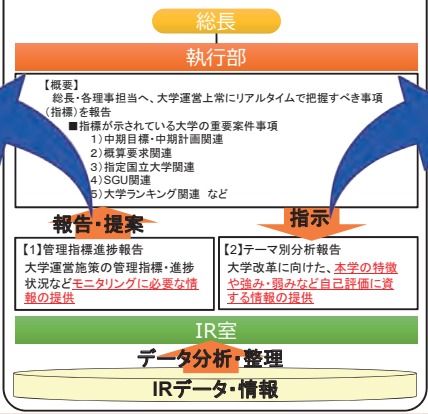 総長
執行部
【概要】
総長・各理事担当へ、大学運営上常にリアルタイムで把握すべき事項
(指標)を報告
■指標が示されている大学の重要案件事項
1)中期目標・中期計画関連
2)概算要求関連
3)指定国立大学関連
4)SGU関連
5)大学ランキング関連 など
報告・提案
指示
【1】管理指標進捗報告
大学運営施策の管理指標・進捗
状況などモニタリングに必要な情
報の提供
【2】テーマ別分析報告
大学改革に向けた、本学の特徴
や強み・弱みなど自己評価に資
する情報の提供
IR室
データ分析・整理
IRデータ・情報